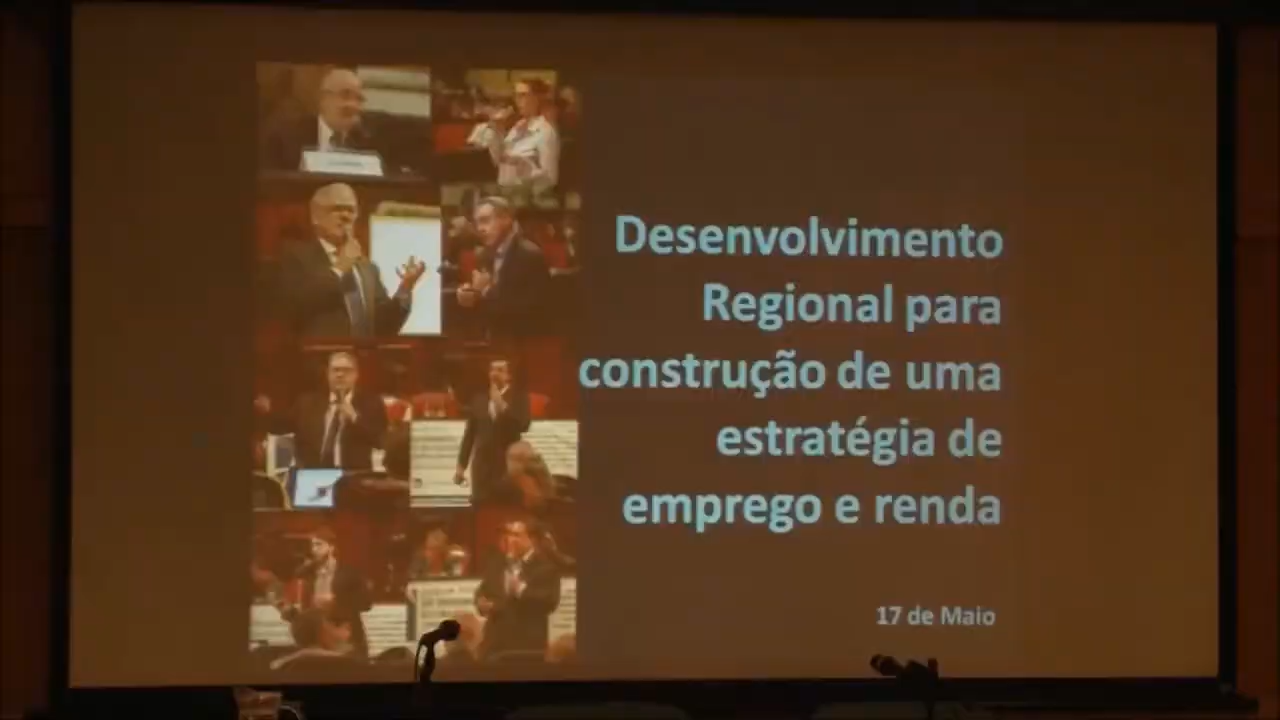 Desenvolvimento
Regional para
construção de uma
estratégia de
emprego e renda
17 de Maio